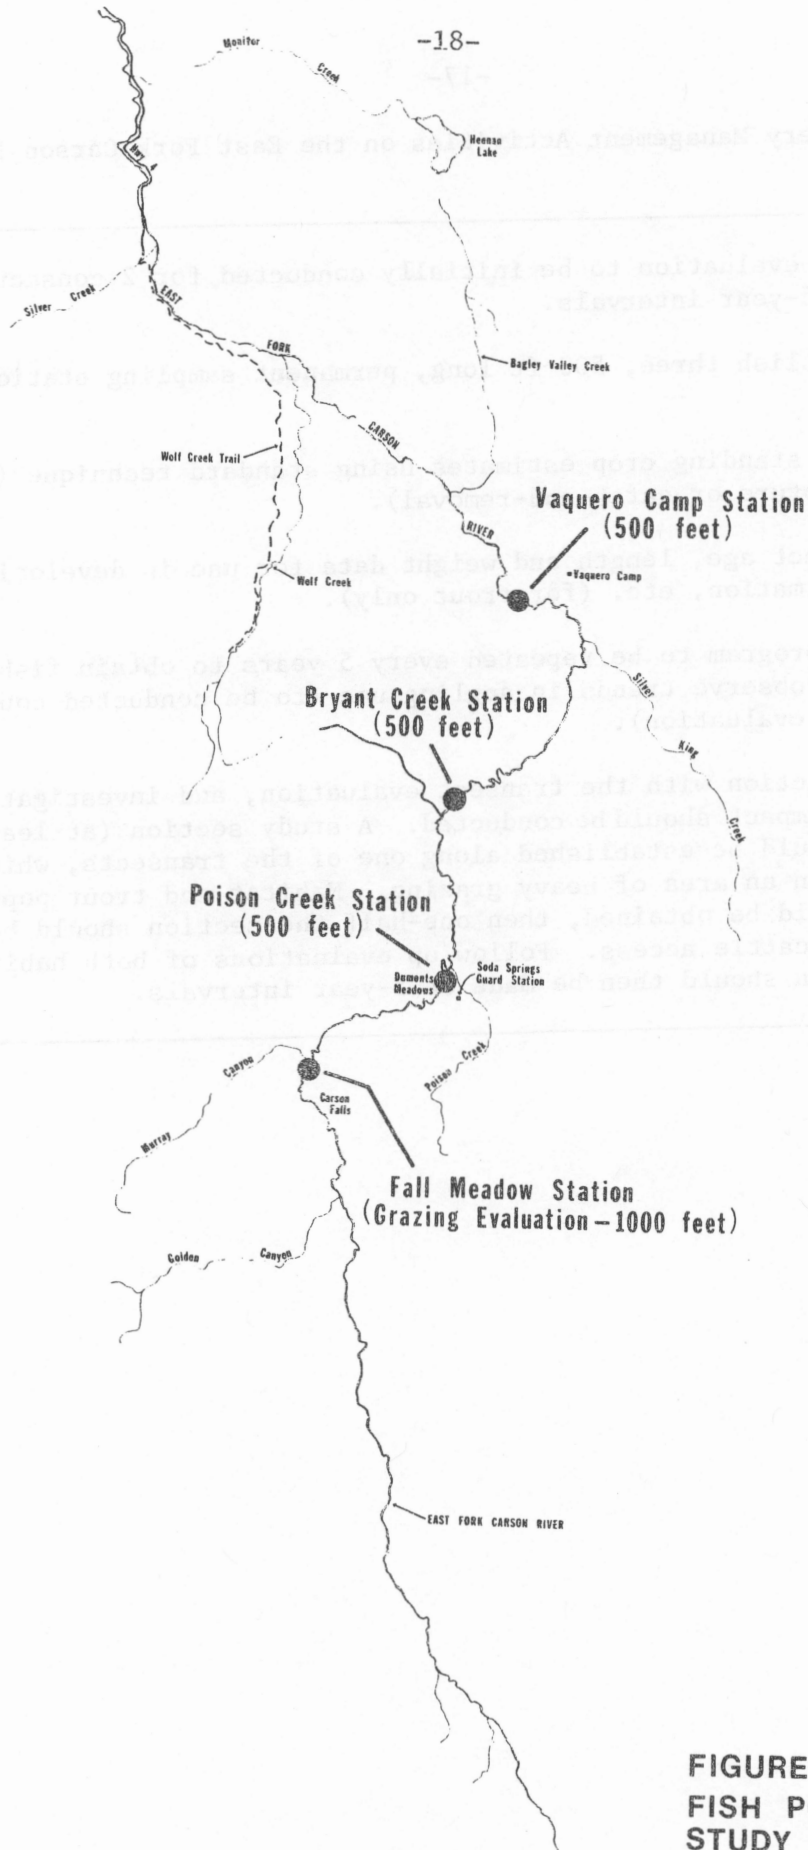 -18-
Monitor Creek
Heenan
Lake
HWY 4
Silver Creek
EAST FORK CARSON RIVER
Bagley Valley Creek
Wolf Creek Trail
Vaquero Camp Station
(500 feet)
Vaquero Camp
Wolf Creek
Bryant Creek Station
(500 feet)
Silver King Creek
Poison Creek Station
(500 feet)
Dumonts
Meadows
Soda Springs
Guard Station
Canyon
Poison Creek
Carson
Falls
Murray
Fall Meadow Station
(Grazing Evaluation – 1000 feet)
Golden Canyon
EAST FORK CARSON RIVER
FIGURE
FISH
STUDY